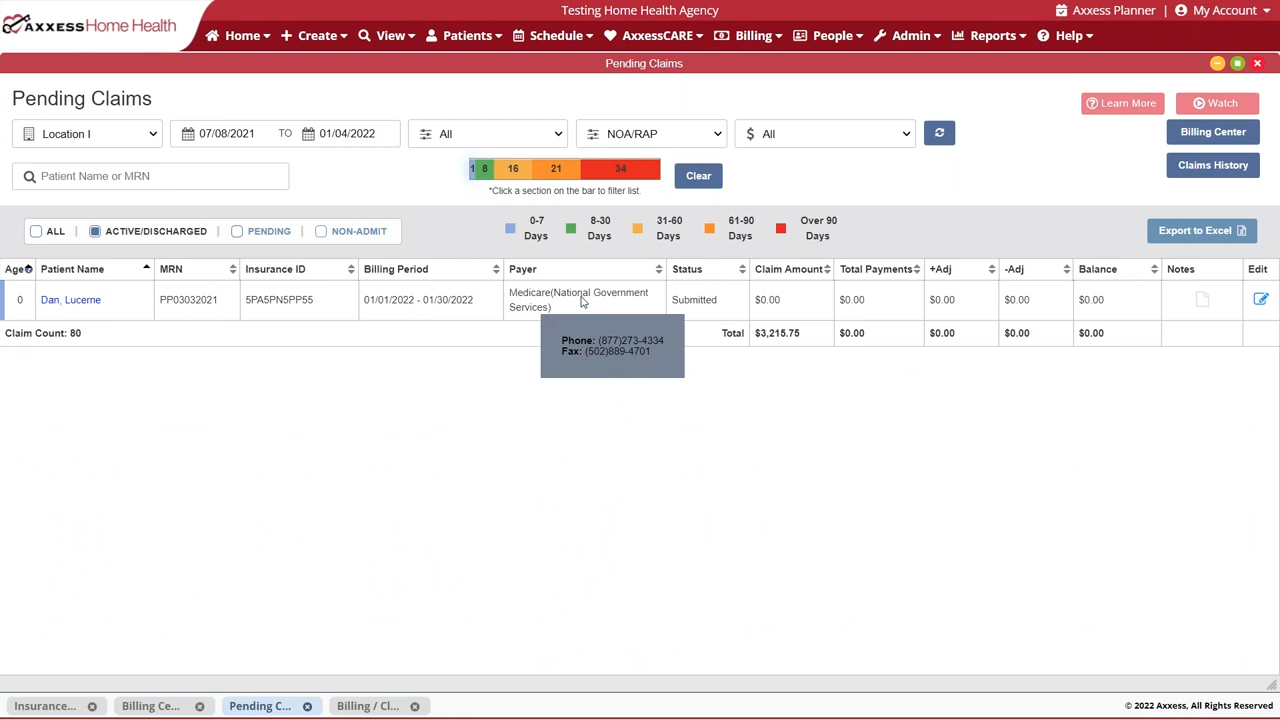 Testing Home Health Agency
Axxess Planner | My Account
AXXESS Home Health
Home Create View Patients Schedule AxxessCARE Billing People Admin Reports Help
Pending Claims
Pending Claims
Learn More Watch
Location I 07/08/2021 TO 01/04/2022 All NOA/RAP $ All
Billing Center
Patient Name or MRN
1 8 16 21 34
Clear
Claims History
*Click a section on the bar to filter list.
ALL ACTIVE/DISCHARGED PENDING NON-ADMIT
0-7 Days
8-30 Days
31-60 Days
61-90 Days
Over 90 Days
Export to Excel
Age Patient Name MRN Insurance ID Billing Period Payer Status Claim Amount Total Payments +Adj -Adj Balance Notes Edit
0 Dan, Lucerne PP03032021 5PA5PN5PP55 01/01/2022 - 01/30/2022 Medicare(National Government Services) Submitted $0.00 $0.00 $0.00 $0.00 $0.00
Claim Count: 80 Total $3,215.75 $0.00 $0.00 $0.00 $0.00
Phone: (877)273-4334
Fax: (502)889-4701
Insurance... Billing Ce... Pending C... Billing / Cl...
© 2022 Axxess, All Rights Reserved